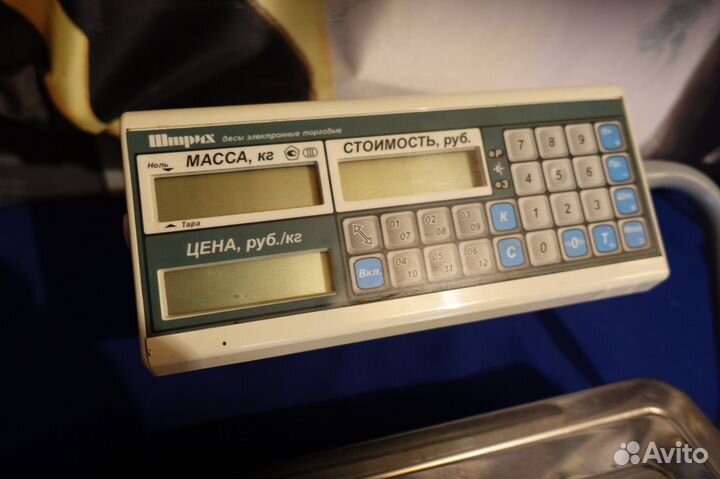 Штрих весы электронные торговые
Ноль
МАССА, кг
Тара
СТОИМОСТЬ, руб.
ЦЕНА, руб./кг
Р
З
7 8 9
4 5 6
К 1 2 3
С 0 →0← Т
01 07
02 08
03 09
Вкл.
04 10
05 11
06 12
Avito